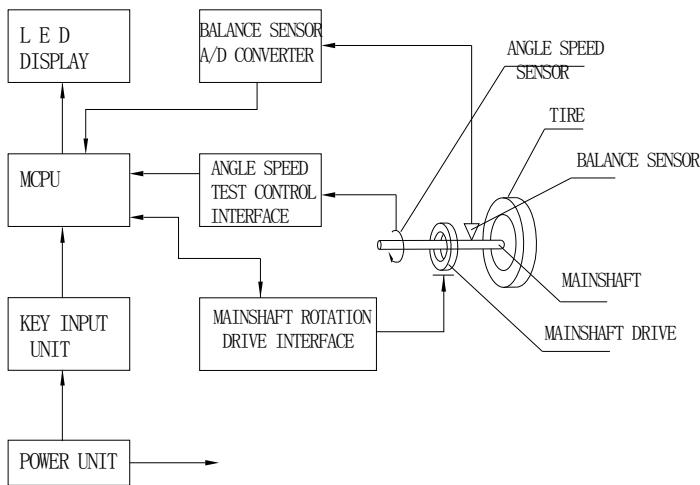 L E D
DISPLAY
BALANCE SENSOR
A/D CONVERTER
ANGLE SPEED
SENSOR
TIRE
BALANCE SENSOR
MCPU
ANGLE SPEED
TEST CONTROL
INTERFACE
MAINSHAFT
KEY INPUT
UNIT
MAINSHAFT ROTATION
DRIVE INTERFACE
MAINSHAFT DRIVE
POWER UNIT